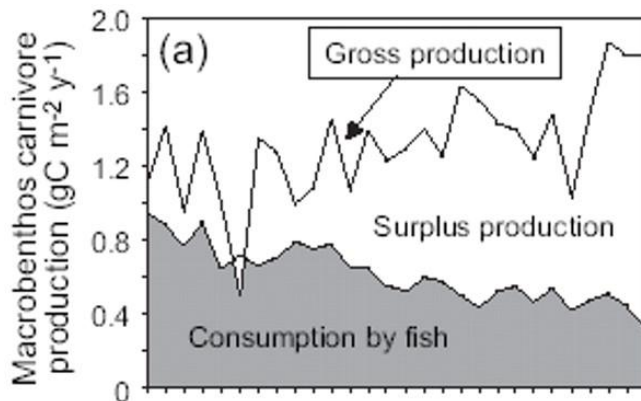 (a)
Gross production
Surplus production
Consumption by fish
Macrobenthos carnivore
production (gC m-2 y-1)
2.0
1.6
1.2
0.8
0.4
0